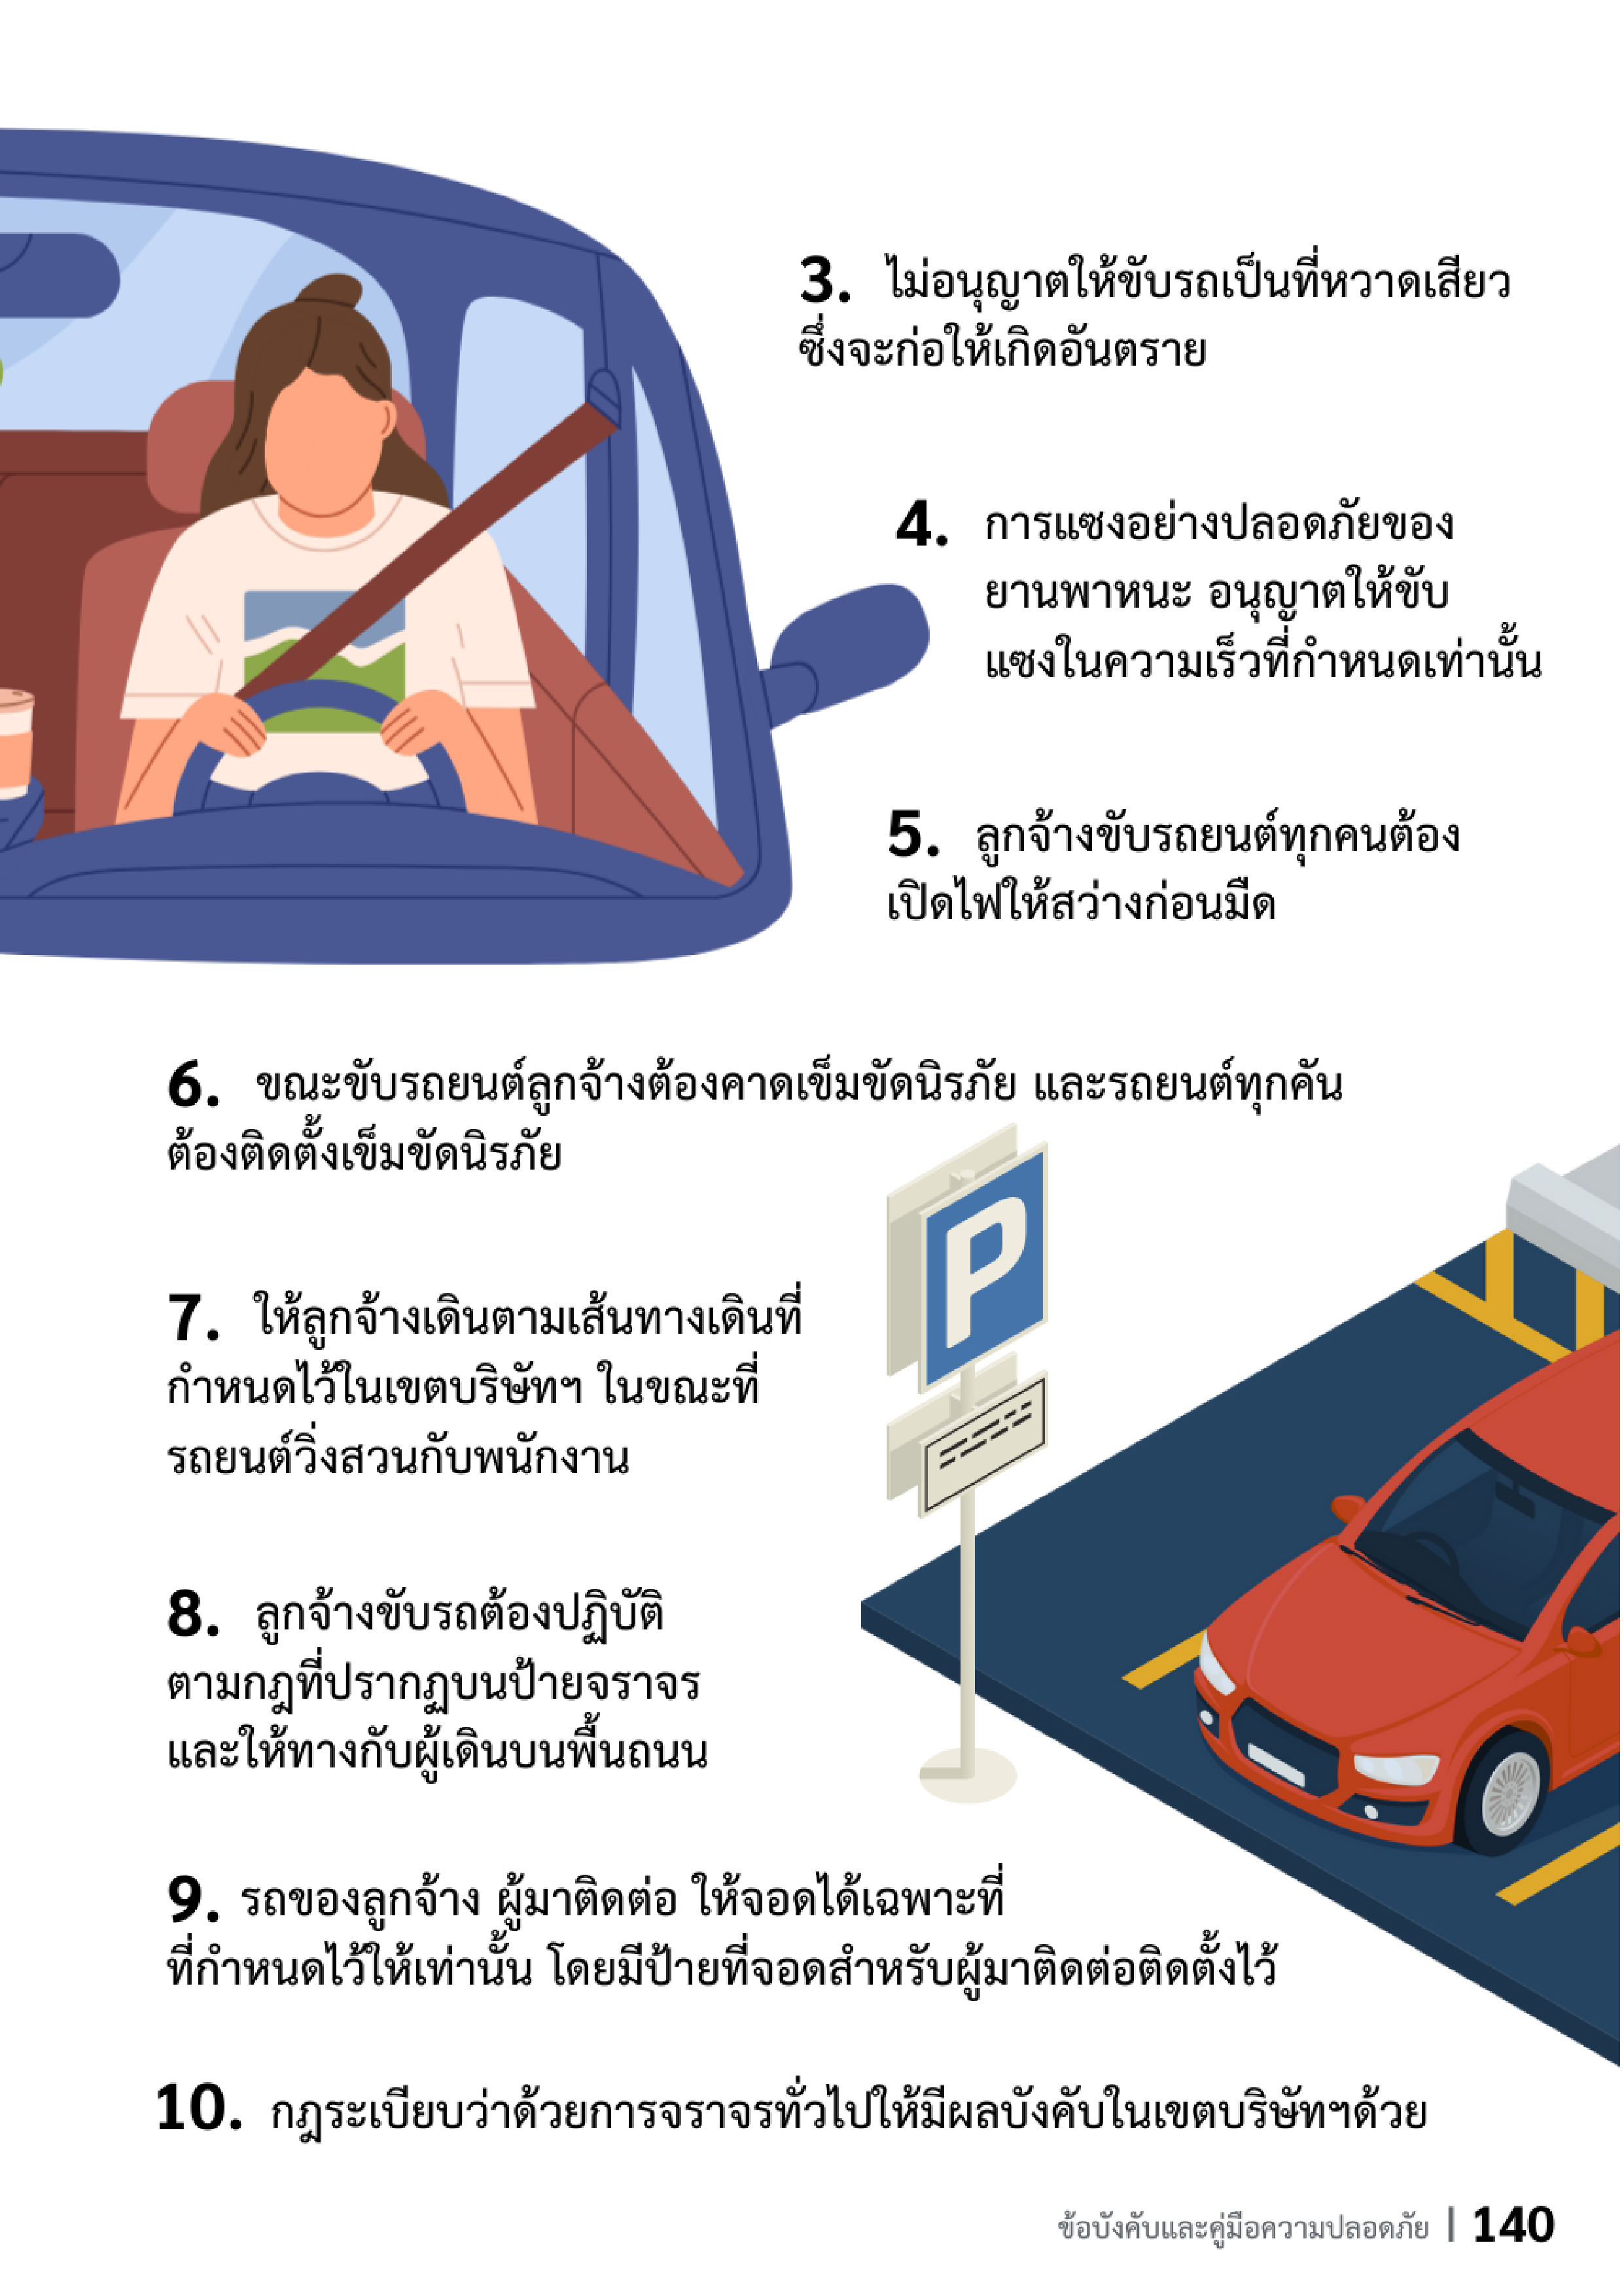 3. ไม่อนุญาตให้ขับรถเป็นที่หวาดเสียว
ซึ่งจะก่อให้เกิดอันตราย
4. การแซงอย่างปลอดภัยของ
ยานพาหนะ อนุญาตให้ขับ
แซงในความเร็วที่กำหนดเท่านั้น
5. ลูกจ้างขับรถยนต์ทุกคนต้อง
เปิดไฟให้สว่างก่อนมืด
6. ขณะขับรถยนต์ลูกจ้างต้องคาดเข็มขัดนิรภัย และรถยนต์ทุกคัน
ต้องติดตั้งเข็มขัดนิรภัย
P
7. ให้ลูกจ้างเดินตามเส้นทางเดินที่
กำหนดไว้ในเขตบริษัทฯ ในขณะที่
รถยนต์วิ่งสวนกับพนักงาน
8. ลูกจ้างขับรถต้องปฏิบัติ
ตามกฎที่ปรากฏบนป้ายจราจร
และให้ทางกับผู้เดินบนพื้นถนน
9. รถของลูกจ้าง ผู้มาติดต่อ ให้จอดได้เฉพาะที่
ที่กำหนดไว้ให้เท่านั้น โดยมีป้ายที่จอดสำหรับผู้มาติดต่อติดตั้งไว้
10. กฎระเบียบว่าด้วยการจราจรทั่วไปให้มีผลบังคับในเขตบริษัทฯด้วย
ข้อบังคับและคู่มือความปลอดภัย | 140